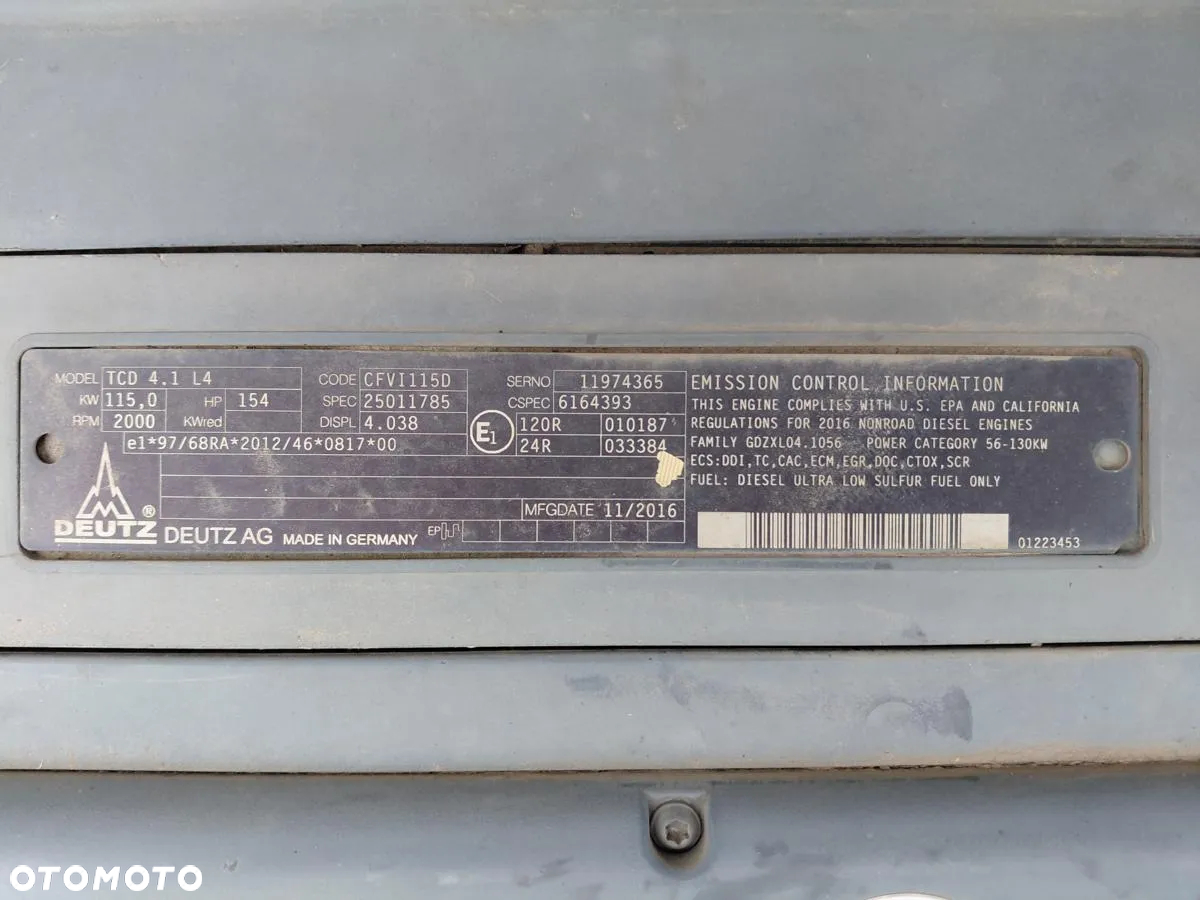 MODEL TCD 4.1 L4 CODE CFVI115D SERNO 11974365
KW 115,0 HP 154 SPEC 25011785 CSPEC 6164393
RPM 2000 KWred DISPL 4.038 E1 120R 010187
e1*97/68RA*2012/46*0817*00 24R 033384
MFGDATE 11/2016
DEUTZ ® DEUTZ AG MADE IN GERMANY EP
EMISSION CONTROL INFORMATION
THIS ENGINE COMPLIES WITH U.S. EPA AND CALIFORNIA
REGULATIONS FOR 2016 NONROAD DIESEL ENGINES
FAMILY GDZXL04.1056 POWER CATEGORY 56-130KW
ECS:DDI,TC,CAC,ECM,EGR,DOC,CTOX,SCR
FUEL: DIESEL ULTRA LOW SULFUR FUEL ONLY
01223453
OTOMOTO